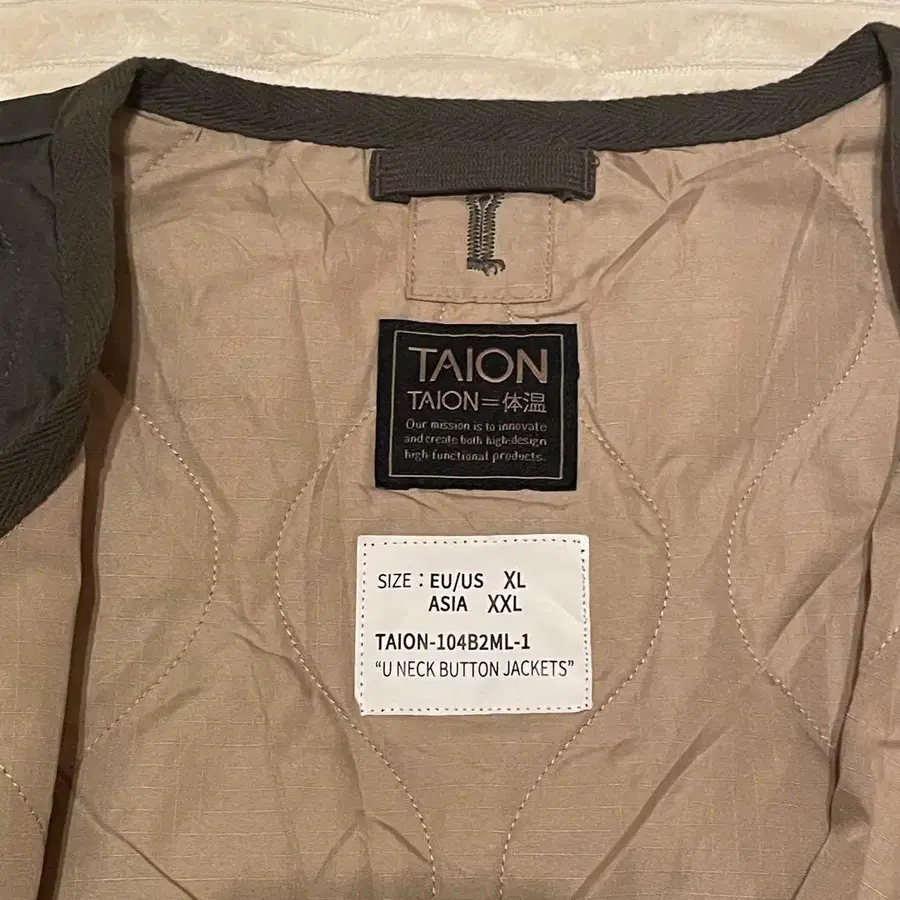 TAION
TAION=体温
Our mission is to innovate
and create both high-design
high-functional products.
SIZE : EU/US XL
ASIA XXL
TAION-104B2ML-1
“U NECK BUTTON JACKETS”